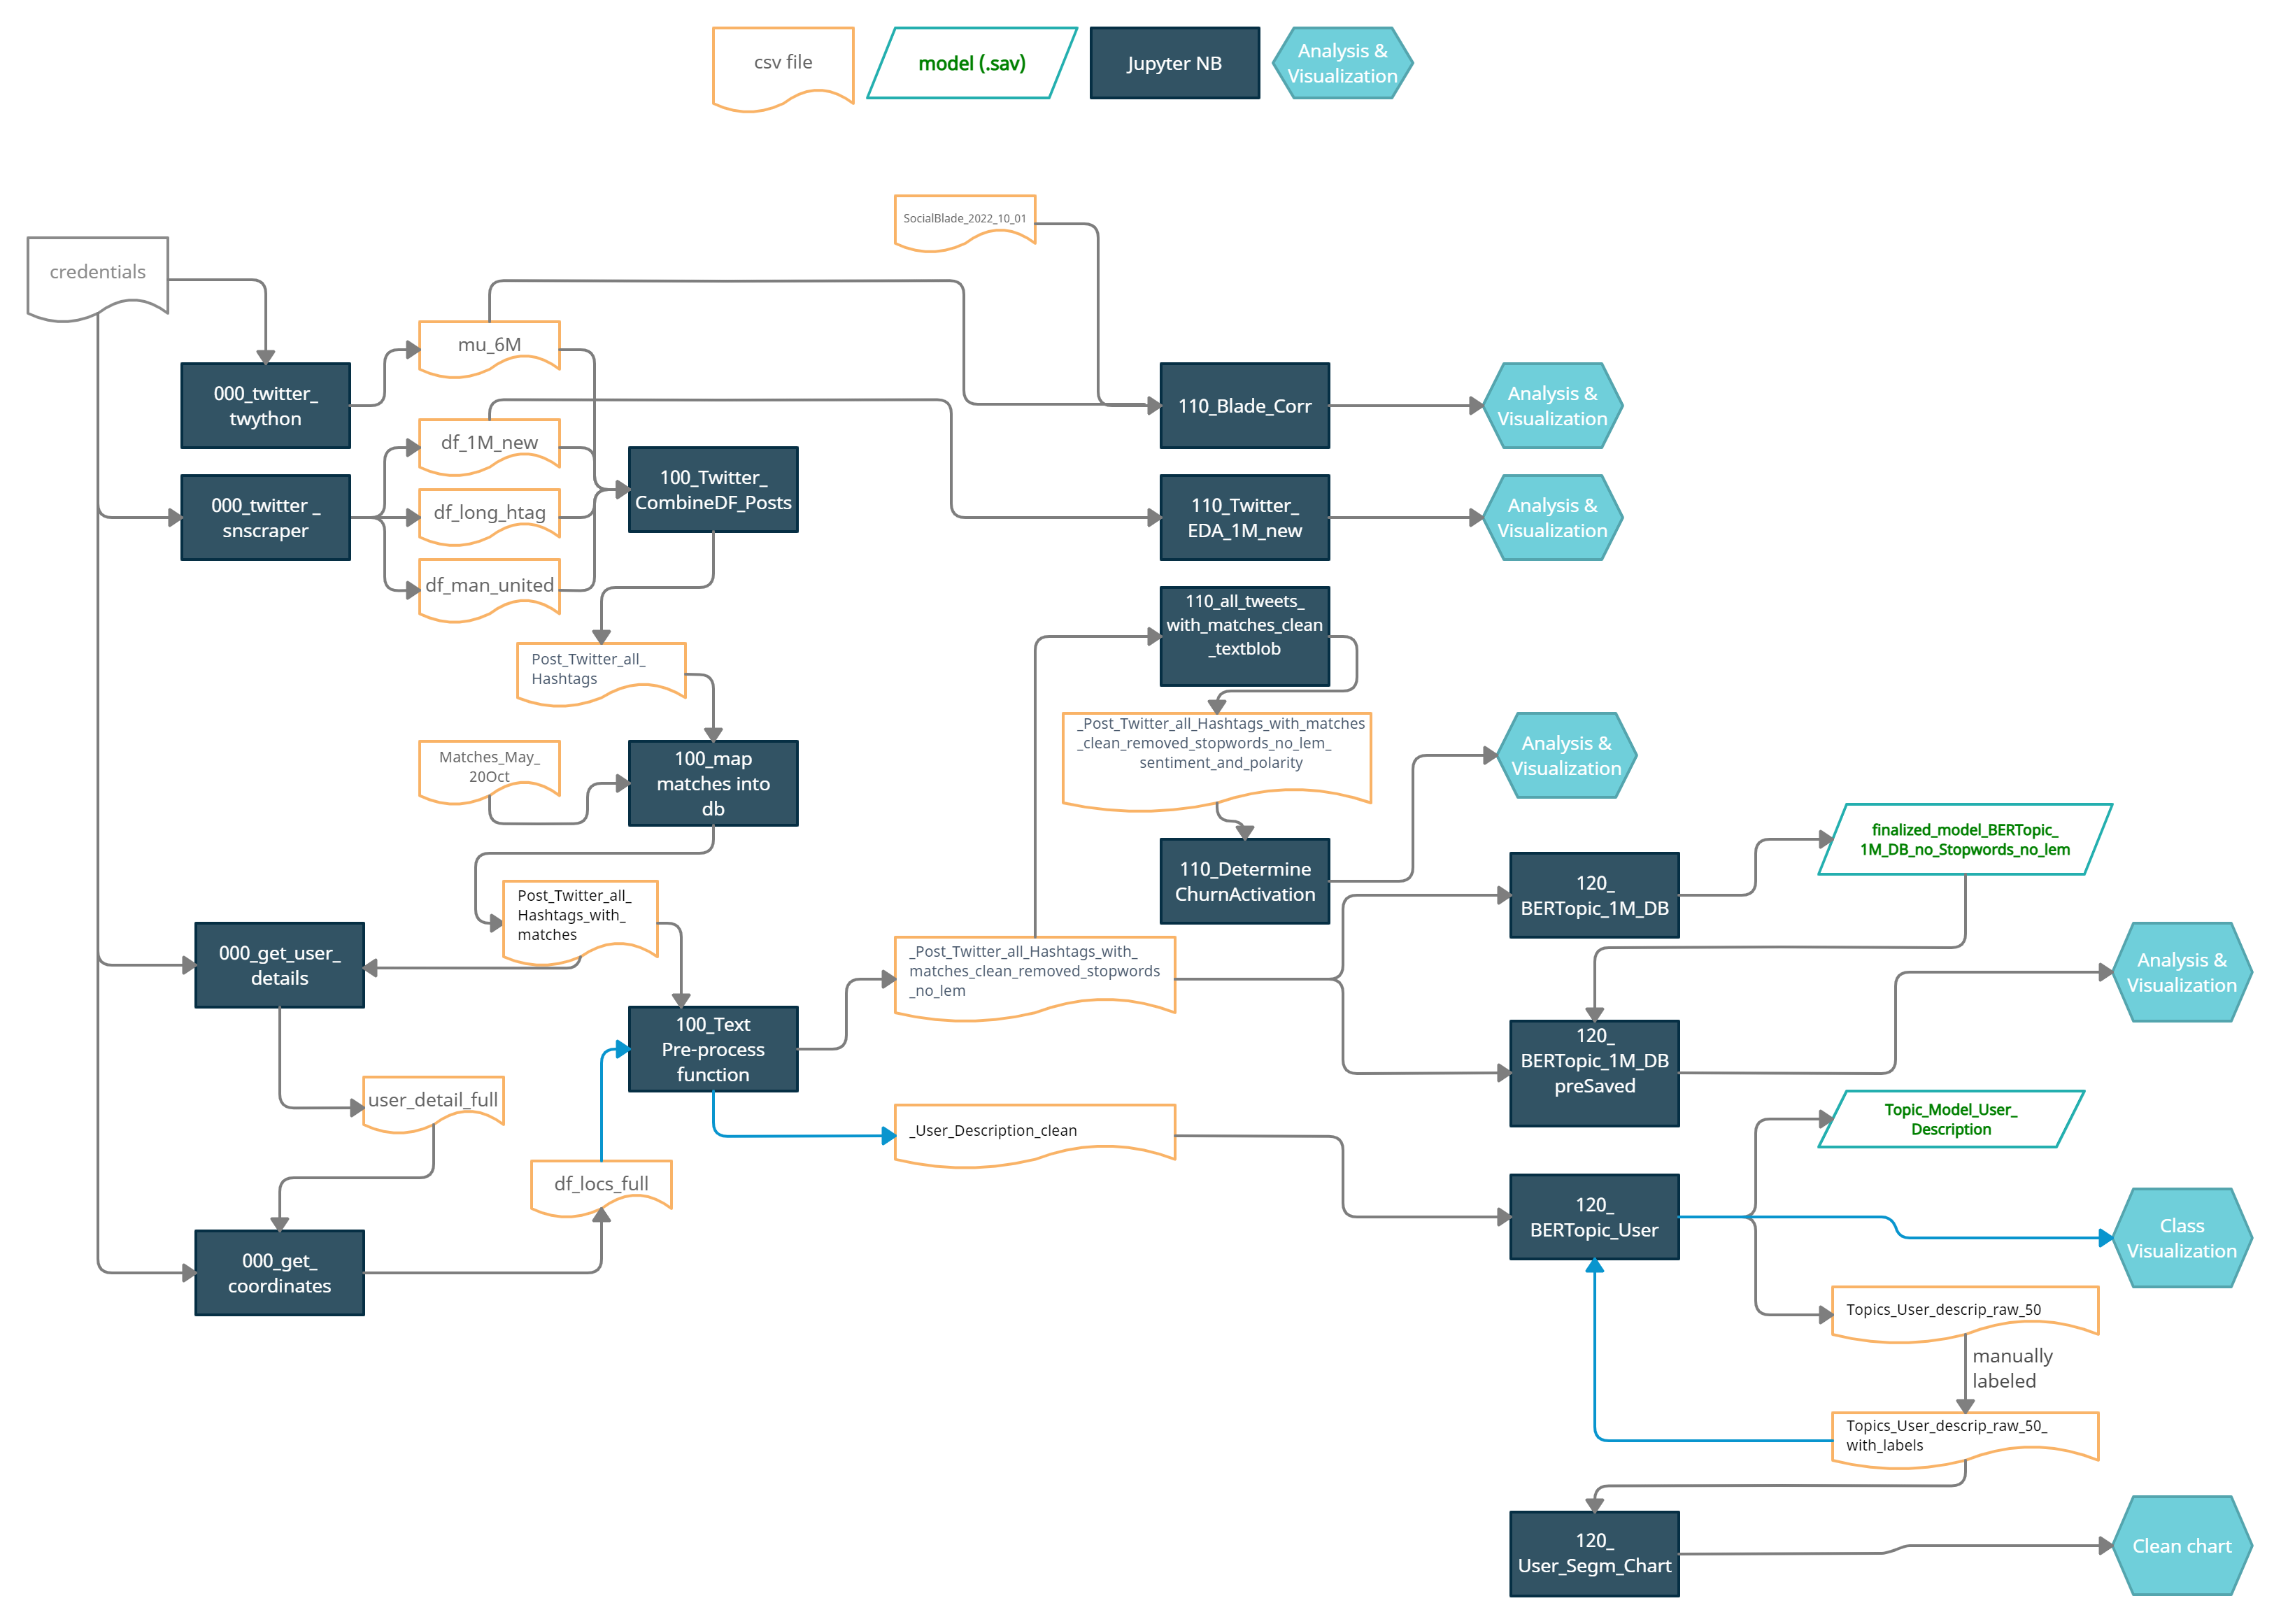 csv file
model (.sav)
Jupyter NB
Analysis &
Visualization
SocialBlade_2022_10_01
credentials
mu_6M
000_twitter_
twython
110_Blade_Corr
Analysis &
Visualization
df_1M_new
100_Twitter_
CombineDF_Posts
000_twitter _
snscraper
df_long_htag
110_Twitter_
EDA_1M_new
Analysis &
Visualization
df_man_united
110_all_tweets_
with_matches_clean
_textblob
Post_Twitter_all_
Hashtags
_Post_Twitter_all_Hashtags_with_matches
_clean_removed_stopwords_no_lem_
sentiment_and_polarity
Analysis &
Visualization
Matches_May_
20Oct
100_map
matches into
db
110_Determine
ChurnActivation
finalized_model_BERTopic_
1M_DB_no_Stopwords_no_lem
120_
BERTopic_1M_DB
Post_Twitter_all_
Hashtags_with_
matches
000_get_user_
details
_Post_Twitter_all_Hashtags_with_
matches_clean_removed_stopwords
_no_lem
Analysis &
Visualization
100_Text
Pre-process
function
120_
BERTopic_1M_DB
preSaved
user_detail_full
_User_Description_clean
Topic_Model_User_
Description
df_locs_full
120_
BERTopic_User
Class
Visualization
000_get_
coordinates
Topics_User_descrip_raw_50
manually
labeled
Topics_User_descrip_raw_50_
with_labels
120_
User_Segm_Chart
Clean chart